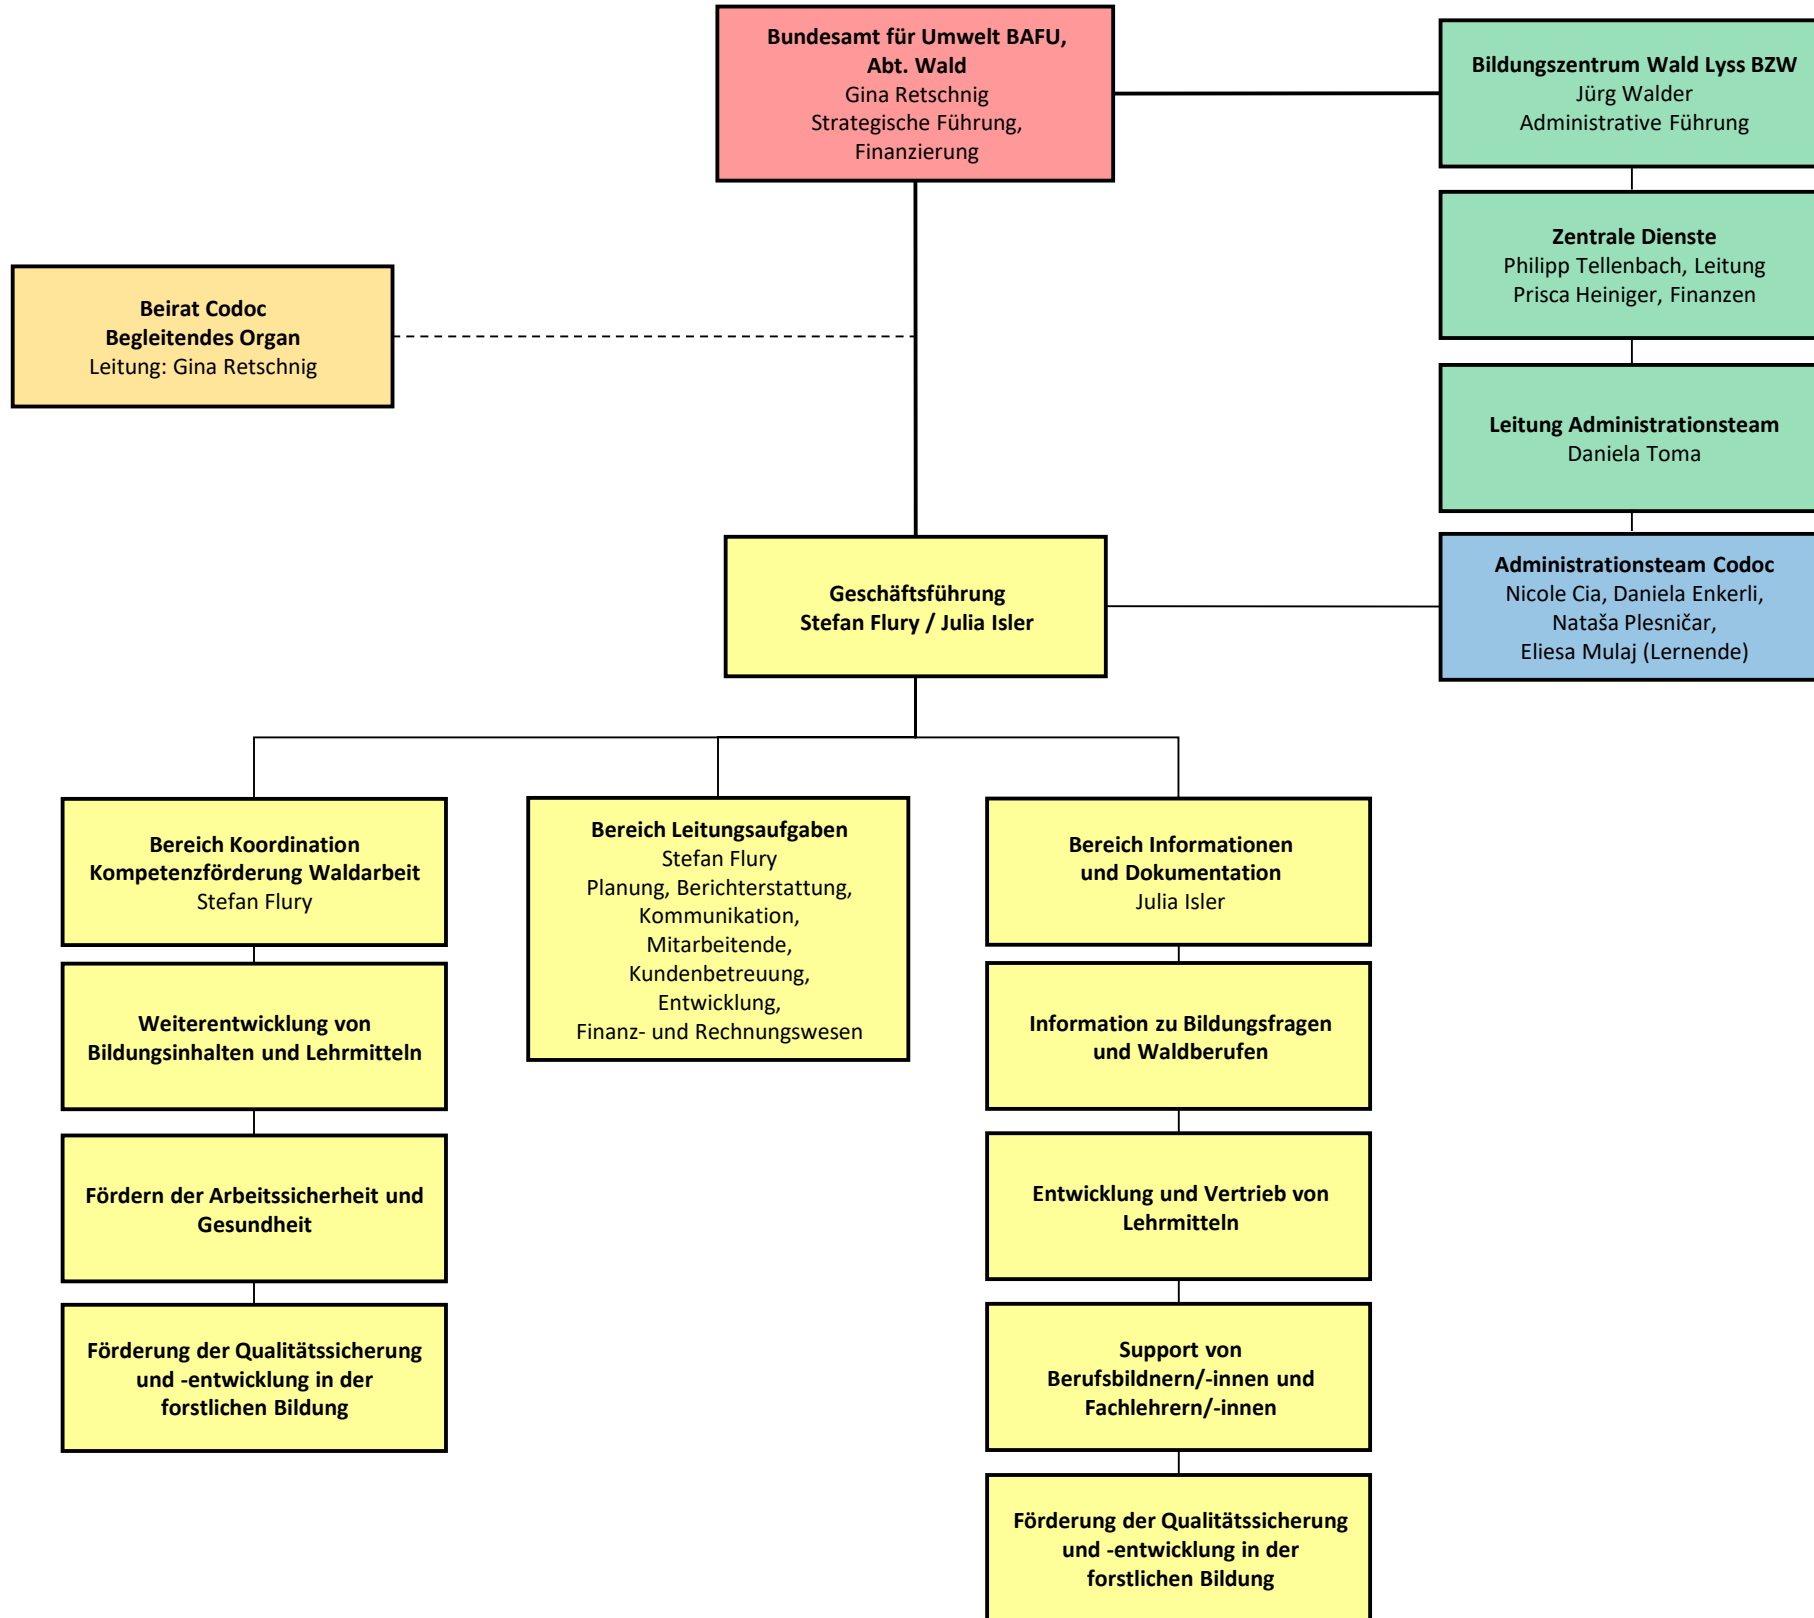 Bundesamt für Umwelt BAFU,
Abt. Wald
Gina Retschnig
Strategische Führung,
Finanzierung
Bildungszentrum Wald Lyss BZW
Jürg Walder
Administrative Führung
Zentrale Dienste
Philipp Tellenbach, Leitung
Prisca Heiniger, Finanzen
Beirat Codoc
Begleitendes Organ
Leitung: Gina Retschnig
Leitung Administrationsteam
Daniela Toma
Geschäftsführung
Stefan Flury / Julia Isler
Administrationsteam Codoc
Nicole Cia, Daniela Enkerli,
Nataša Plesničar,
Eliesa Mulaj (Lernende)
Bereich Koordination
Kompetenzförderung Waldarbeit
Stefan Flury
Weiterentwicklung von
Bildungsinhalten und Lehrmitteln
Fördern der Arbeitssicherheit und
Gesundheit
Förderung der Qualitätssicherung
und -entwicklung in der
forstlichen Bildung
Bereich Leitungsaufgaben
Stefan Flury
Planung, Berichterstattung,
Kommunikation,
Mitarbeitende,
Kundenbetreuung,
Entwicklung,
Finanz- und Rechnungswesen
Bereich Informationen
und Dokumentation
Julia Isler
Information zu Bildungsfragen
und Waldberufen
Entwicklung und Vertrieb von
Lehrmitteln
Support von
Berufsbildnern/-innen und
Fachlehrern/-innen
Förderung der Qualitätssicherung
und -entwicklung in der
forstlichen Bildung